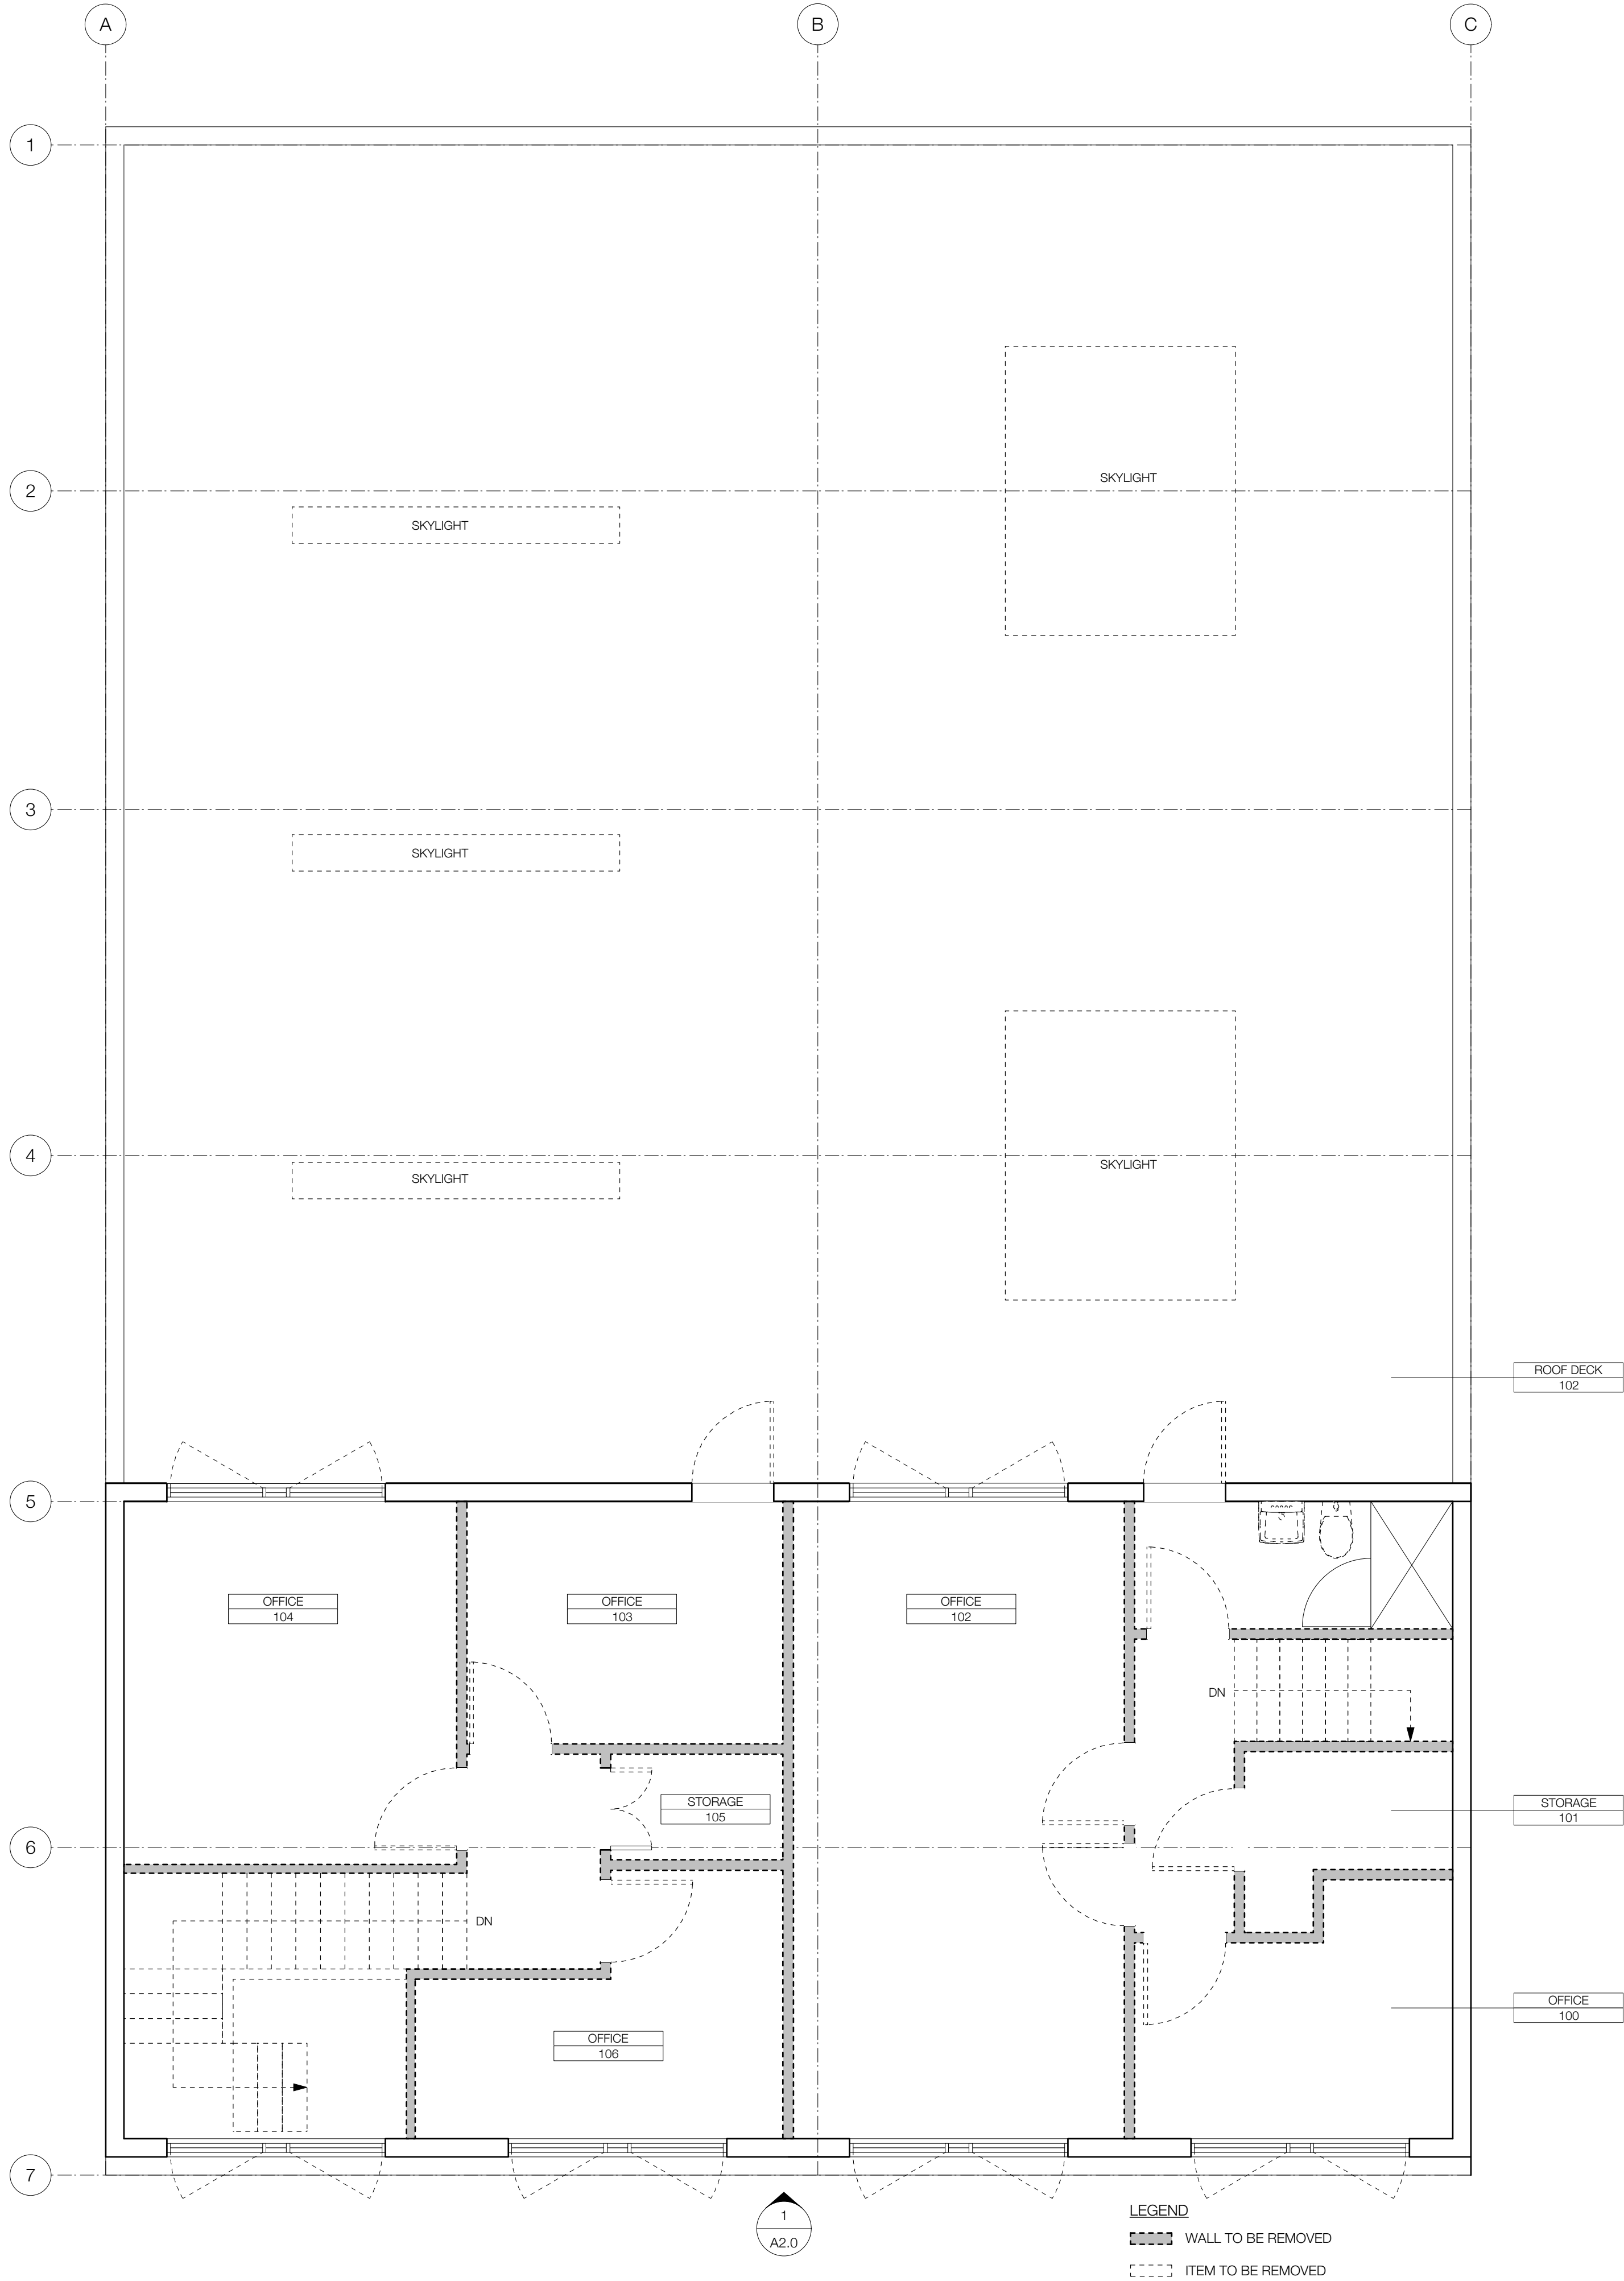 A
B
C
1
2
SKYLIGHT
SKYLIGHT
3
SKYLIGHT
4
SKYLIGHT
SKYLIGHT
ROOF DECK
102
5
OFFICE
104
OFFICE
103
OFFICE
102
DN
STORAGE
105
STORAGE
101
6
DN
OFFICE
100
OFFICE
106
7
1
A2.0
LEGEND
WALL TO BE REMOVED
ITEM TO BE REMOVED